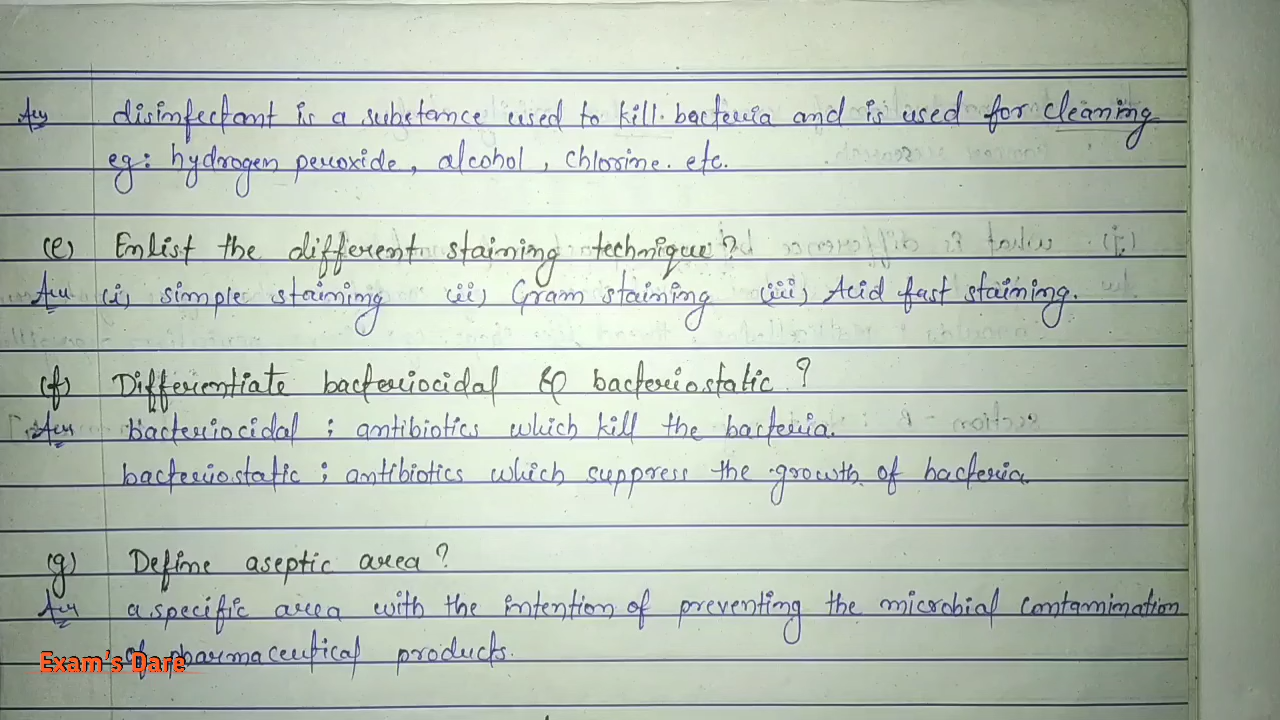 Ans disinfectant is a substance used to kill bacteria and is used for cleaning
eg: hydrogen peroxide, alcohol, chlorine. etc.
(e) Enlist the different staining technique?
Ans (i) simple staining (ii) Gram staining (iii) Acid fast staining.
(f) Differentiate bacteriocidal & bacteriostatic?
Ans bacteriocidal ; antibiotics which kill the bacteria.
bacteriostatic ; antibiotics which suppress the growth of bacteria.
(g) Define aseptic area?
Ans a specific area with the intention of preventing the microbial contamination
of pharmaceutical products.
Exam's Dare